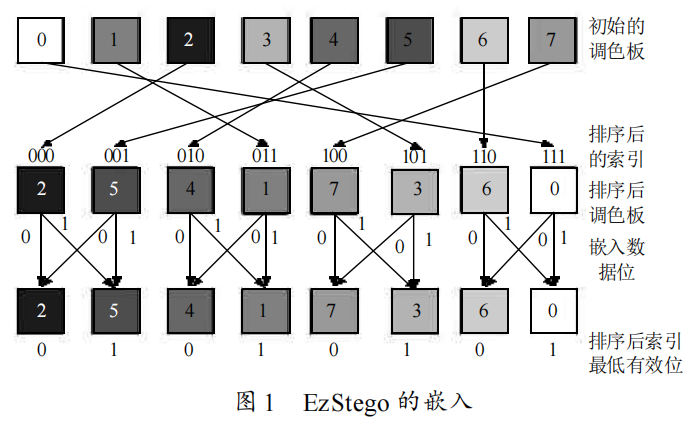 0 1 2 3 4 5 6 7
初始的
调色板
排序后
的索引
000 001 010 011 100 101 110 111
2 5 4 1 7 3 6 0
排序后
调色板
0 1 0 1 0 1 0 1 0 1 0 1 0 1 0 1
嵌入数
据位
2 5 4 1 7 3 6 0
0 1 0 1 0 1 0 1
排序后索引
最低有效位
图1 EzStego 的嵌入